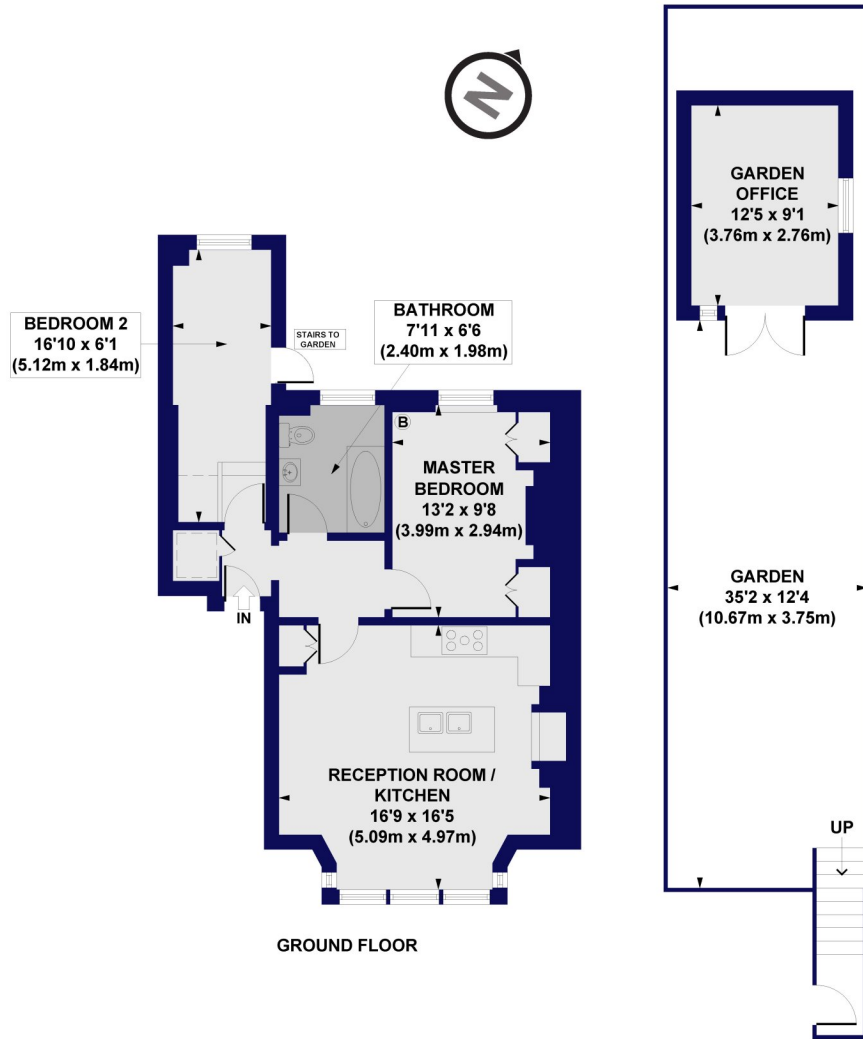 N
GARDEN
OFFICE
12'5 x 9'1
(3.76m x 2.76m)
BEDROOM 2
16'10 x 6'1
(5.12m x 1.84m)
STAIRS TO
GARDEN
BATHROOM
7'11 x 6'6
(2.40m x 1.98m)
B
MASTER
BEDROOM
13'2 x 9'8
(3.99m x 2.94m)
IN
GARDEN
35'2 x 12'4
(10.67m x 3.75m)
RECEPTION ROOM /
KITCHEN
16'9 x 16'5
(5.09m x 4.97m)
UP
GROUND FLOOR